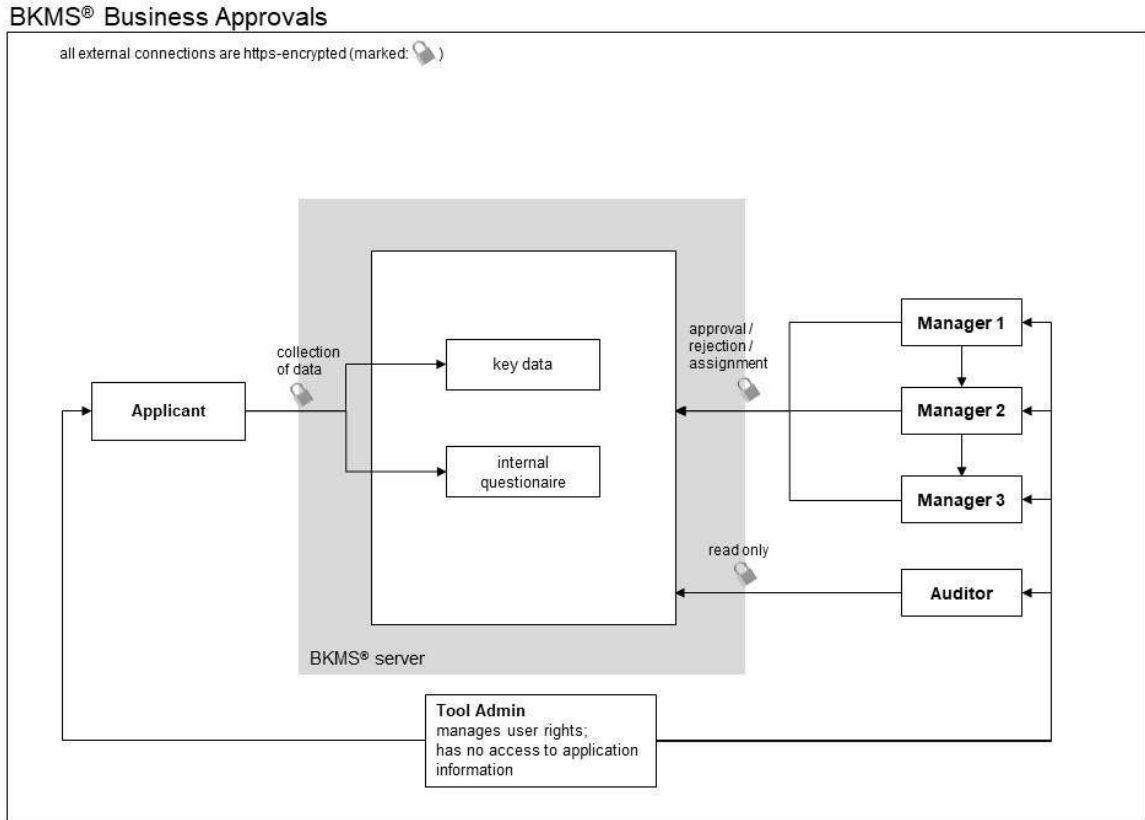 BKMS® Business Approvals
all external connections are https-encrypted (marked: )
collection
of data
Applicant
key data
internal
questionaire
approval /
rejection /
assignment
Manager 1
Manager 2
Manager 3
read only
Auditor
BKMS® server
Tool Admin
manages user rights;
has no access to application
information